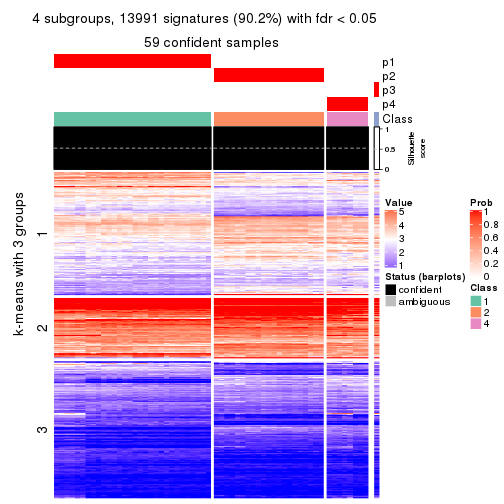 4 subgroups, 13991 signatures (90.2%) with fdr < 0.05
59 confident samples
p1
p2
p3
p4
Class
1
0.5
0
Silhouette
score
k-means with 3 groups
1
2
3
Value
5
4
3
2
1
Status (barplots)
confident
ambiguous
Prob
1
0.8
0.6
0.4
0.2
0
Class
1
2
4